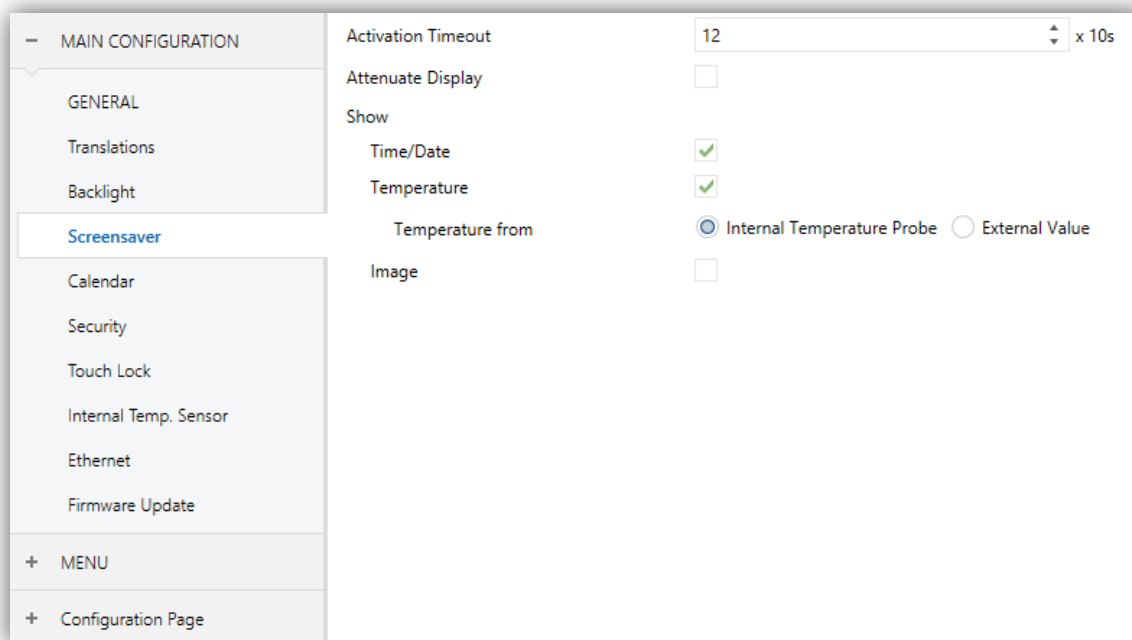 MAIN CONFIGURATION
GENERAL
Translations
Backlight
Screensaver
Calendar
Security
Touch Lock
Internal Temp. Sensor
Ethernet
Firmware Update
MENU
Configuration Page
Activation Timeout 12 x 10s
Attenuate Display
Show
Time/Date
Temperature
Temperature from Internal Temperature Probe External Value
Image